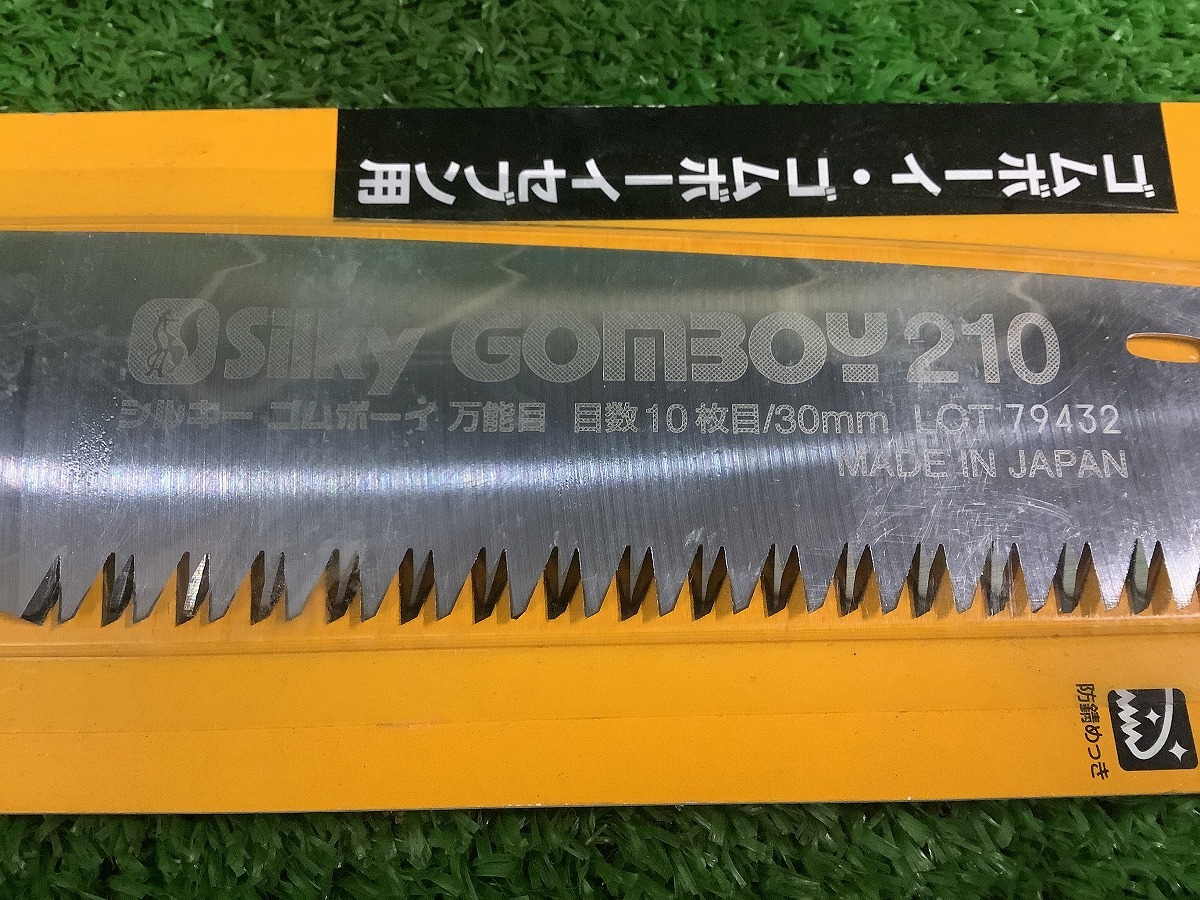 ゴムボーイ・ゴムボーイセブン用
Silky GOMBOY 210
シルキー ゴムボーイ 万能目 目数10枚目/30mm LOT 79432
MADE IN JAPAN
防錆めっき